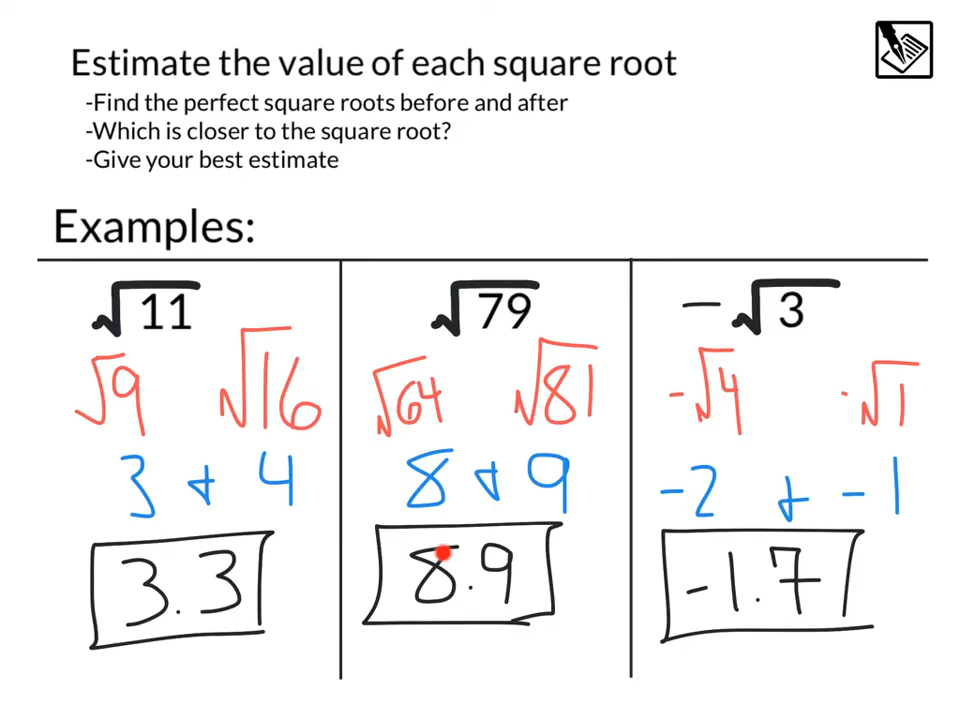 Estimate the value of each square root
-Find the perfect square roots before and after
-Which is closer to the square root?
-Give your best estimate
Examples:
√11 √79 -√3
√9 √16 √64 √81 -√4 -√1
3 + 4 8 + 9 -2 + -1
3.3 8.9 -1.7